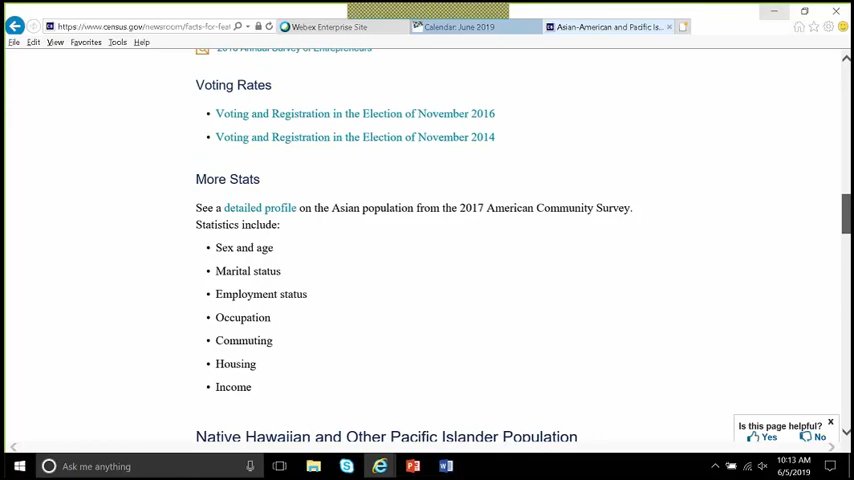 https://www.census.gov/newsroom/facts-for-feat
Webex Enterprise Site
Calendar: June 2019
Asian-American and Pacific Is...
File Edit View Favorites Tools Help
Annual Survey of Entrepreneurs
Voting Rates
• Voting and Registration in the Election of November 2016
• Voting and Registration in the Election of November 2014
More Stats
See a detailed profile on the Asian population from the 2017 American Community Survey.
Statistics include:
• Sex and age
• Marital status
• Employment status
• Occupation
• Commuting
• Housing
• Income
Native Hawaiian and Other Pacific Islander Population
Is this page helpful? X
Yes No
Ask me anything
10:13 AM
6/5/2019